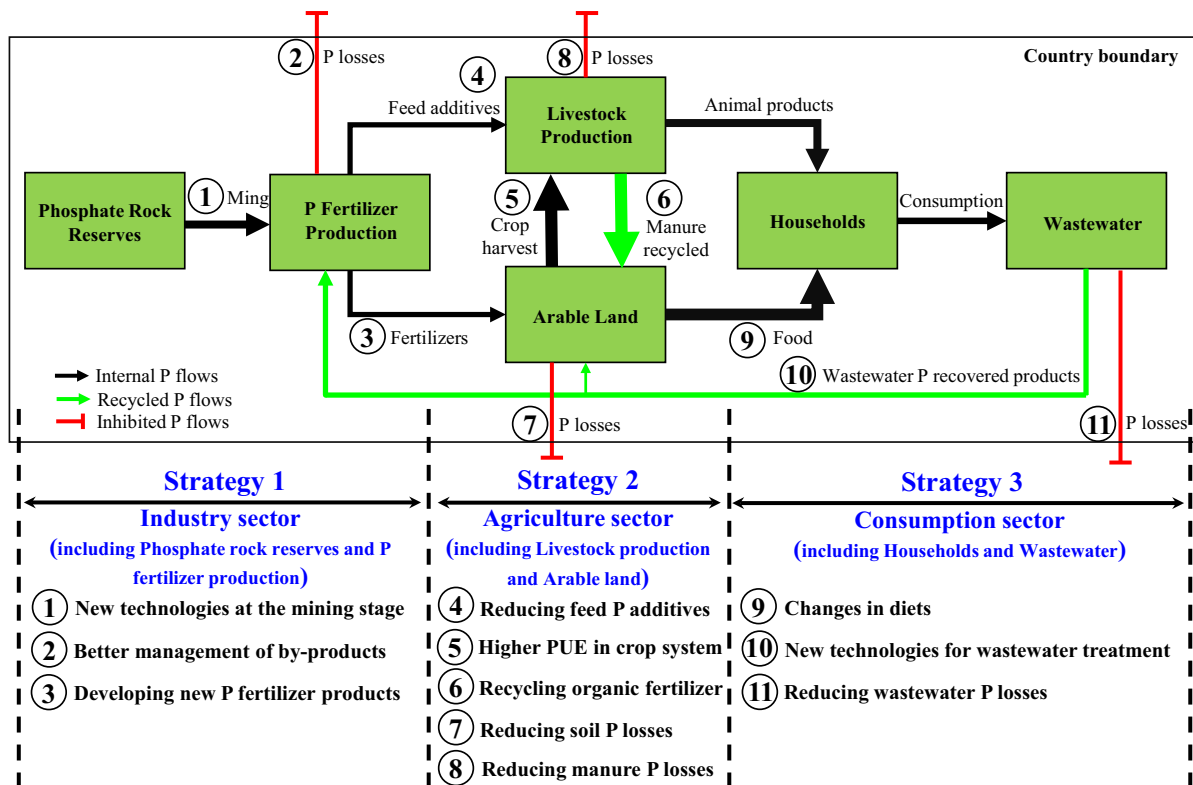 2 P losses
8 P losses
Country boundary
4
Feed additives
Livestock
Production
Animal products
1 Ming
Phosphate Rock
Reserves
P Fertilizer
Production
5
Crop
harvest
6
Manure
recycled
Households
Consumption
Wastewater
Arable Land
3 Fertilizers
9 Food
10 Wastewater P recovered products
Internal P flows
Recycled P flows
Inhibited P flows
7 P losses
11 P losses
Strategy 1
Industry sector
(including Phosphate rock reserves and P
fertilizer production)
1 New technologies at the mining stage
2 Better management of by-products
3 Developing new P fertilizer products
Strategy 2
Agriculture sector
(including Livestock production
and Arable land)
4 Reducing feed P additives
5 Higher PUE in crop system
6 Recycling organic fertilizer
7 Reducing soil P losses
8 Reducing manure P losses
Strategy 3
Consumption sector
(including Households and Wastewater)
9 Changes in diets
10 New technologies for wastewater treatment
11 Reducing wastewater P losses